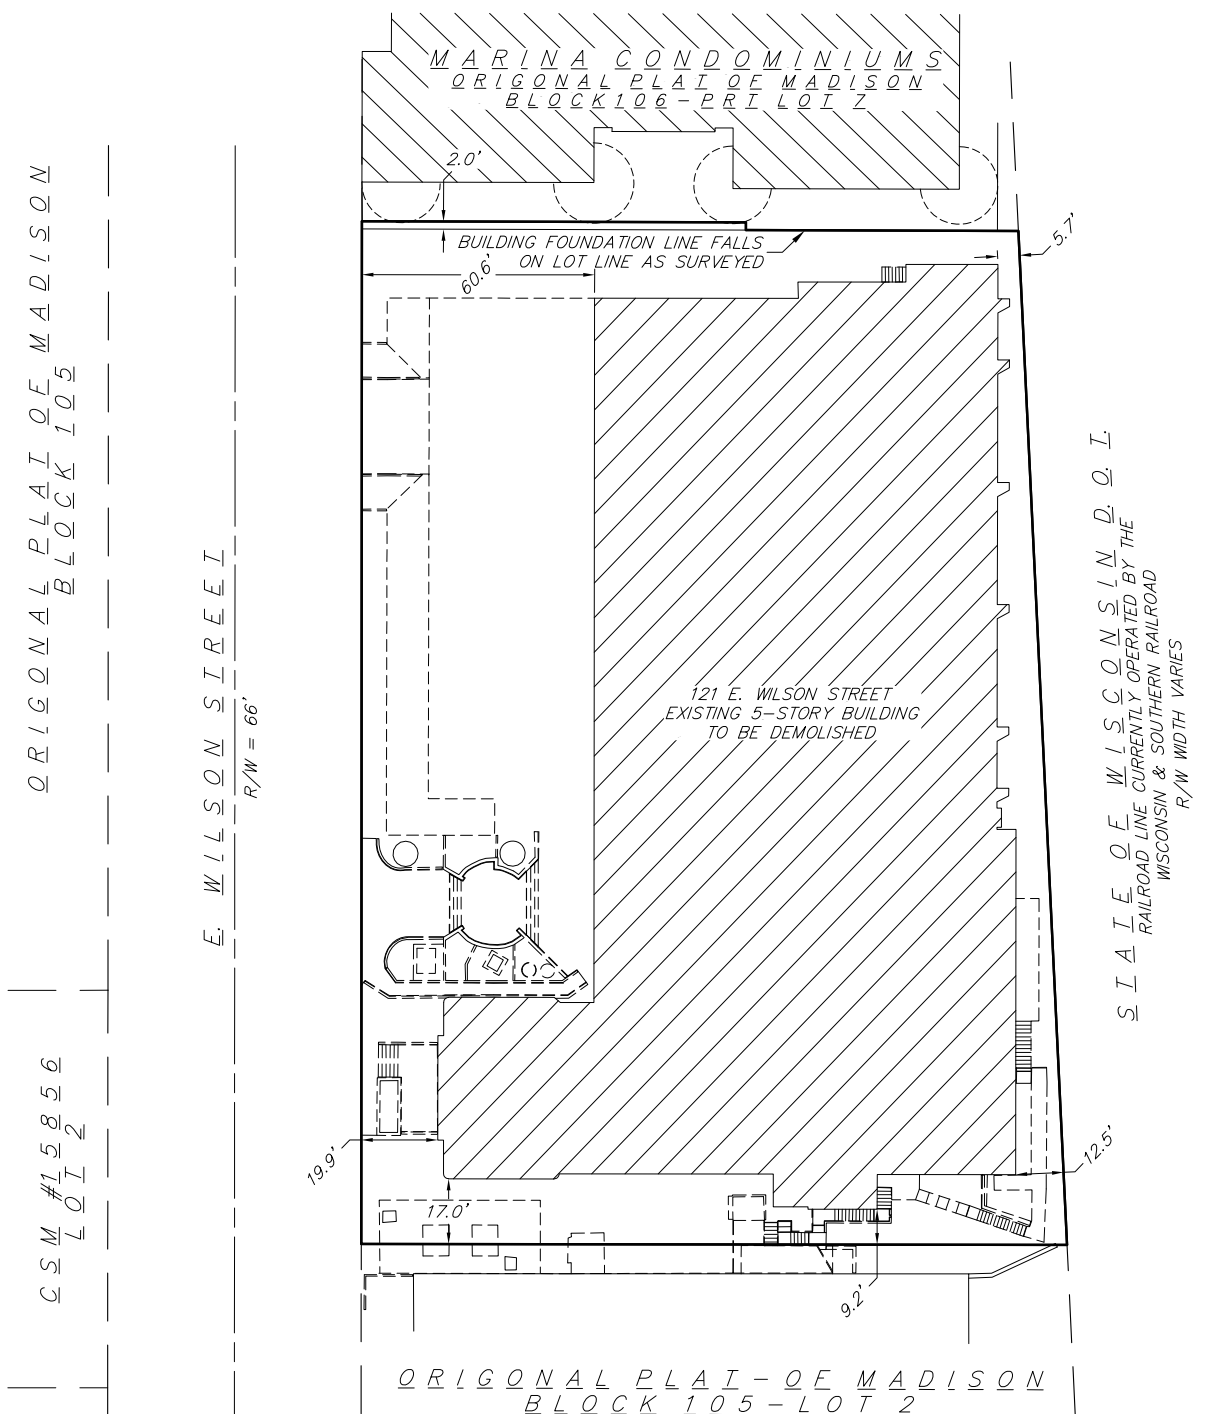 MARINA CONDOMINIUMS
ORIGONAL PLAT OF MADISON
BLOCK 106-PRT LOT 7
2.0'
BUILDING FOUNDATION LINE FALLS
ON LOT LINE AS SURVEYED
5.7'
60.6'
ORIGONAL PLAT OF MADISON
BLOCK 105
E. WILSON STREET
R/W = 66'
121 E. WILSON STREET
EXISTING 5-STORY BUILDING
TO BE DEMOLISHED
STATE OF WISCONSIN D.O.T.
RAILROAD LINE CURRENTLY OPERATED BY THE
WISCONSIN & SOUTHERN RAILROAD
R/W WIDTH VARIES
CSM #15856
LOT 2
19.9'
17.0'
12.5'
9.2'
ORIGONAL PLAT-OF MADISON
BLOCK 105-LOT 2